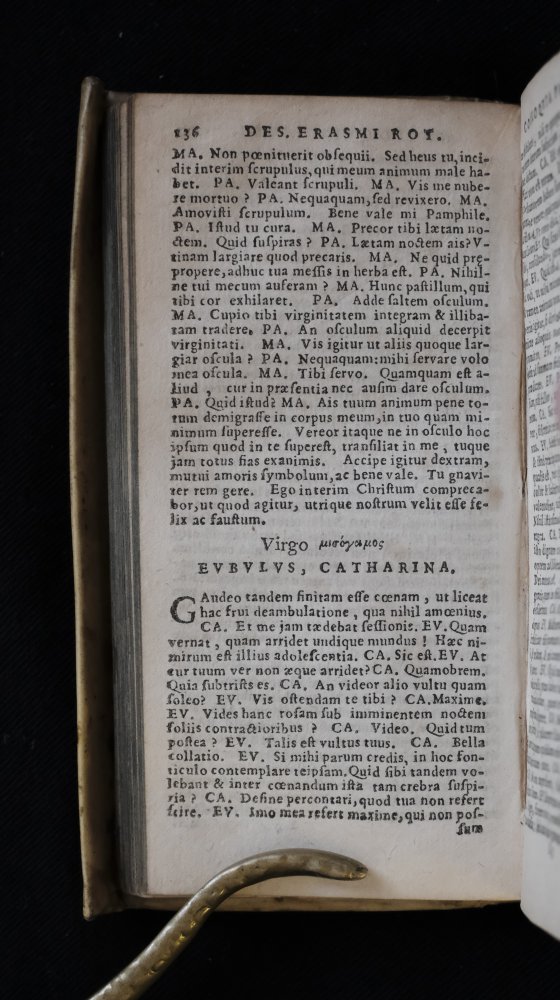 136 DES. ERASMI ROT.
MA. Non pœnituerit obſequii. Sed heus tu, inci-
dit interim ſcrupulus, qui meum animum male ha-
bet. PA. Valeant ſcrupuli. MA. Vis me nube-
re mortuo ? PA. Nequaquam, ſed revixero. MA.
Amoviſti ſcrupulum. Bene vale mi Pamphile.
PA. Iſtud tu cura. MA. Precor tibi lætam no-
ctem. Quid ſuſpiras ? PA. Lætam noctem ais? V-
tinam largiare quod precaris. MA. Ne quid prę-
propere, adhuc tua meſſis in herba eſt. PA. Nihil-
ne tui mecum auferam ? MA. Hunc paſtillum, qui
tibi cor exhilaret. PA. Adde ſaltem oſculum.
MA. Cupio tibi virginitatem integram & illiba-
tam tradere. PA. An oſculum aliquid decerpit
virginitati. MA. Vis igitur ut aliis quoque lar-
giar oſcula ? PA. Nequaquam: mihi ſervare volo
mea oſcula. MA. Tibi ſervo. Quamquam eſt a-
liud , cur in præſentia nec auſim dare oſculum.
PA. Quid iſtud? MA. Ais tuum animum pene to-
tum demigraſſe in corpus meum, in tuo quam mi-
nimum ſupereſſe. Vereor itaque ne in oſculo hoc
ipſum quod in te ſupereſt, tranſiliat in me , tuque
jam totus fias exanimis. Accipe igitur dextram,
mutui amoris ſymbolum, ac bene vale. Tu gnavi-
ter rem gere. Ego interim Chriſtum compreca-
bor, ut quod agitur, utrique noſtrum velit eſſe fe-
lix ac fauſtum.
Virgo μισόγαμος
EVBVLVS, CATHARINA.
GAudeo tandem finitam eſſe cœnam , ut liceat
hac frui deambulatione , qua nihil amœnius.
CA. Et me jam tædebat ſeſſionis. EV. Quam
vernat , quam arridet undique mundus ! Hæc ni-
mirum eſt illius adoleſcentia. CA. Sic eſt. EV. At
cur tuum ver non æque arridet? CA. Quamobrem.
Quia ſubtriſtis es. CA. An videor alio vultu quam
ſoleo? EV. Vis oſtendam te tibi ? CA. Maxime.
EV. Vides hanc roſam ſub imminentem noctem
foliis contractioribus ? CA. Video. Quid tum
poſtea ? EV. Talis eſt vultus tuus. CA. Bella
collatio. EV. Si mihi parum credis, in hoc fon-
ticulo contemplare teipſam. Quid ſibi tandem vo-
lebant & inter cœnandum iſta tam crebra ſuſpi-
ria ? CA. Deſine percontari, quod tua non refert
ſcire. EV. Imo mea refert maxime, qui non poſ-
ſum